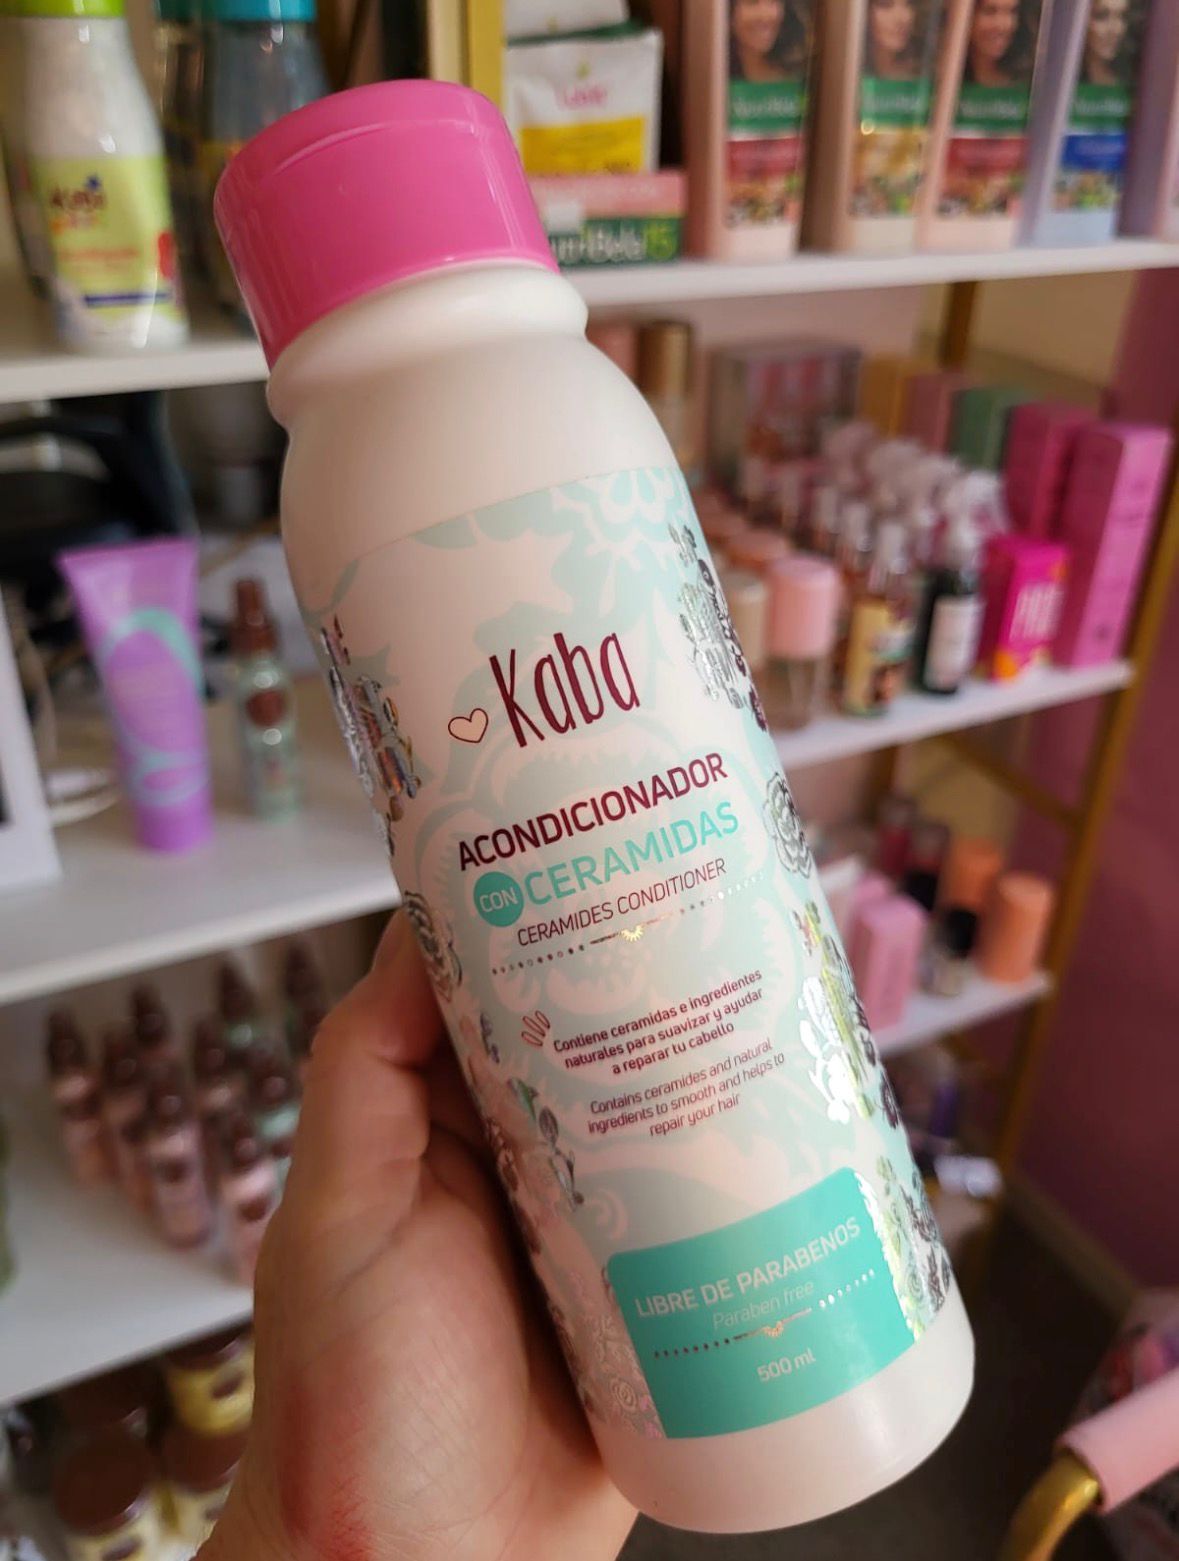 Kaba
ACONDICIONADOR
CON CERAMIDAS
CERAMIDES CONDITIONER
Contiene ceramidas e ingredientes
naturales para suavizar y ayudar
a reparar tu cabello
Contains ceramides and natural
ingredients to smooth and helps to
repair your hair
LIBRE DE PARABENOS
Paraben free
500 ml